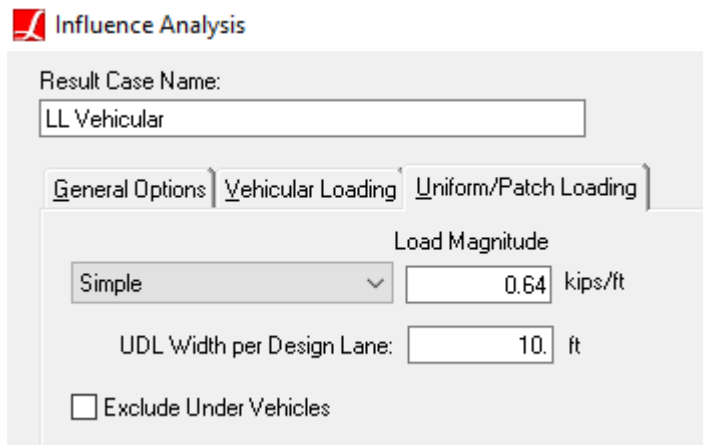 Influence Analysis
Result Case Name:
LL Vehicular
General Options Vehicular Loading Uniform/Patch Loading
Load Magnitude
Simple 0.64 kips/ft
UDL Width per Design Lane: 10. ft
Exclude Under Vehicles